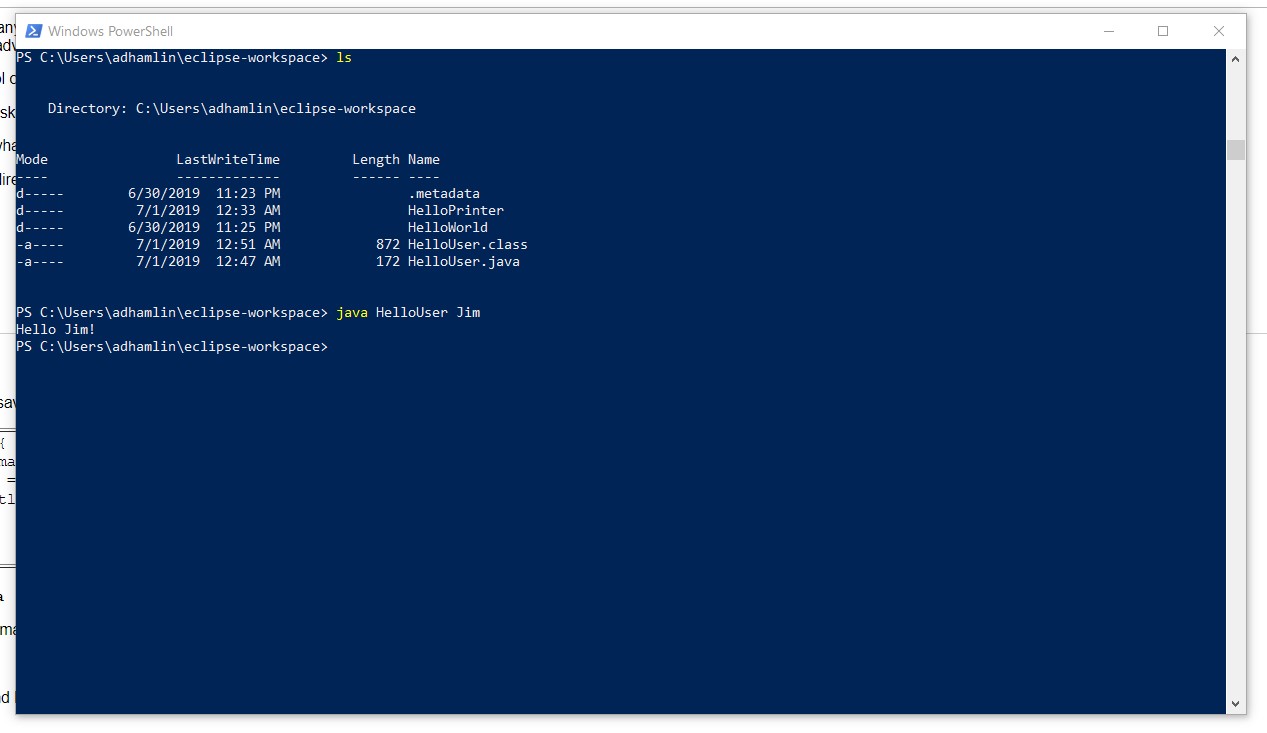 Windows PowerShell
PS C:\Users\adhamlin\eclipse-workspace> ls
Directory: C:\Users\adhamlin\eclipse-workspace
Mode LastWriteTime Length Name
---- ------------- ------ ----
d----- 6/30/2019 11:23 PM .metadata
d----- 7/1/2019 12:33 AM HelloPrinter
d----- 6/30/2019 11:25 PM HelloWorld
-a---- 7/1/2019 12:51 AM 872 HelloUser.class
-a---- 7/1/2019 12:47 AM 172 HelloUser.java
PS C:\Users\adhamlin\eclipse-workspace> java HelloUser Jim
Hello Jim!
PS C:\Users\adhamlin\eclipse-workspace>